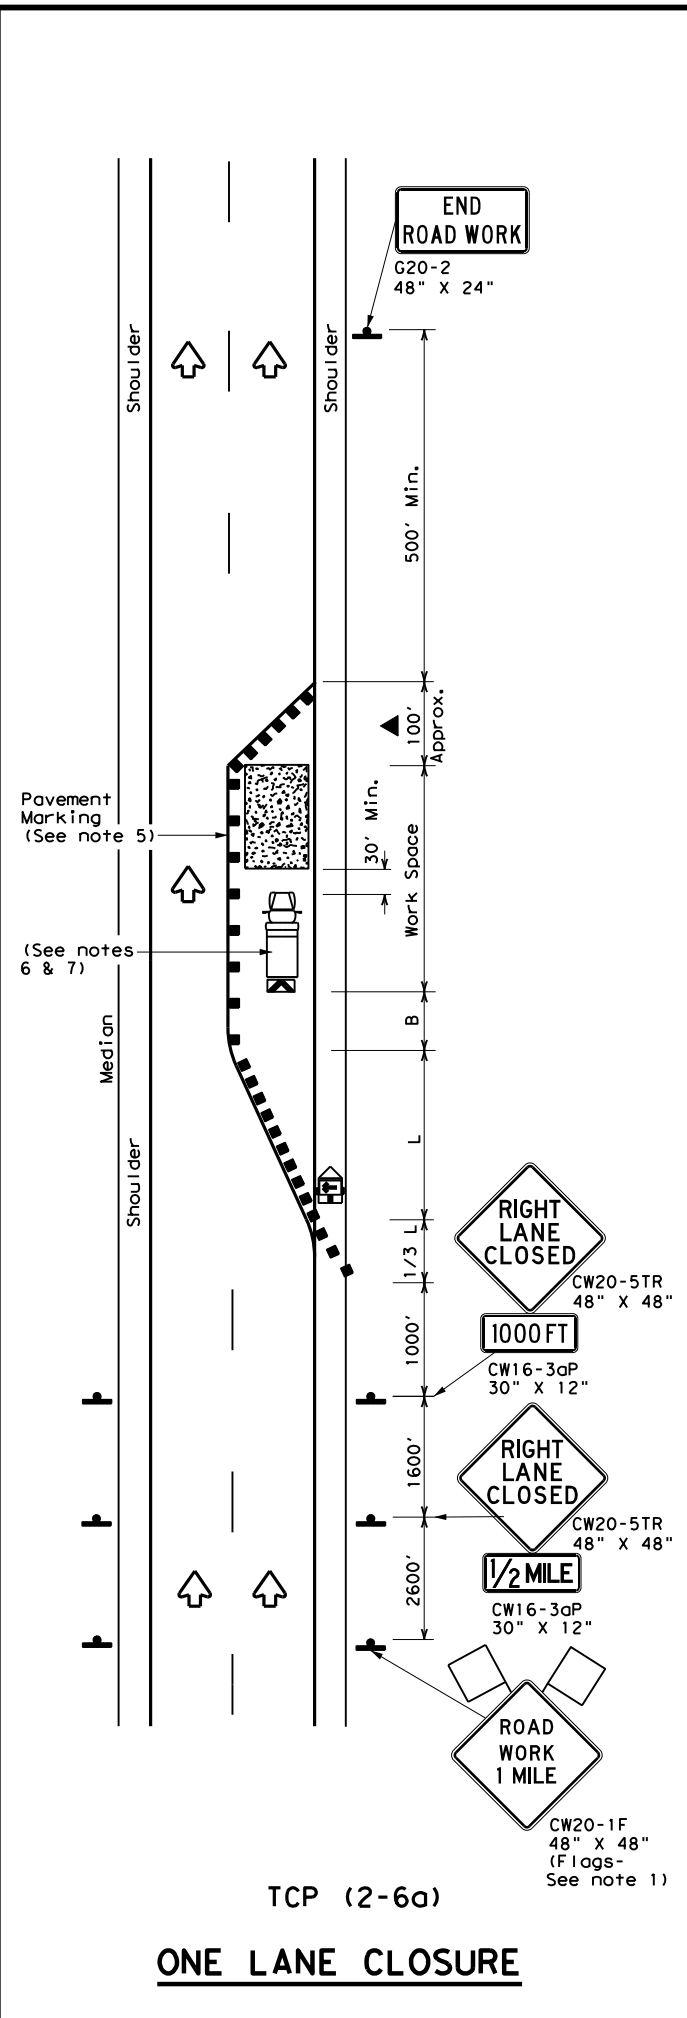 END
ROAD WORK
G20-2
48" X 24"
Shoulder
Shoulder
500' Min.
100'
Approx.
Pavement
Marking
(See note 5)
30' Min.
Work Space
(See notes
6 & 7)
B
Median
Shoulder
L
1/3 L
RIGHT
LANE
CLOSED
CW20-5TR
48" X 48"
1000 FT
CW16-3aP
30" X 12"
1000'
1600'
RIGHT
LANE
CLOSED
CW20-5TR
48" X 48"
1/2 MILE
CW16-3aP
30" X 12"
2600'
ROAD
WORK
1 MILE
CW20-1F
48" X 48"
(Flags-
See note 1)
TCP (2-6a)
ONE LANE CLOSURE